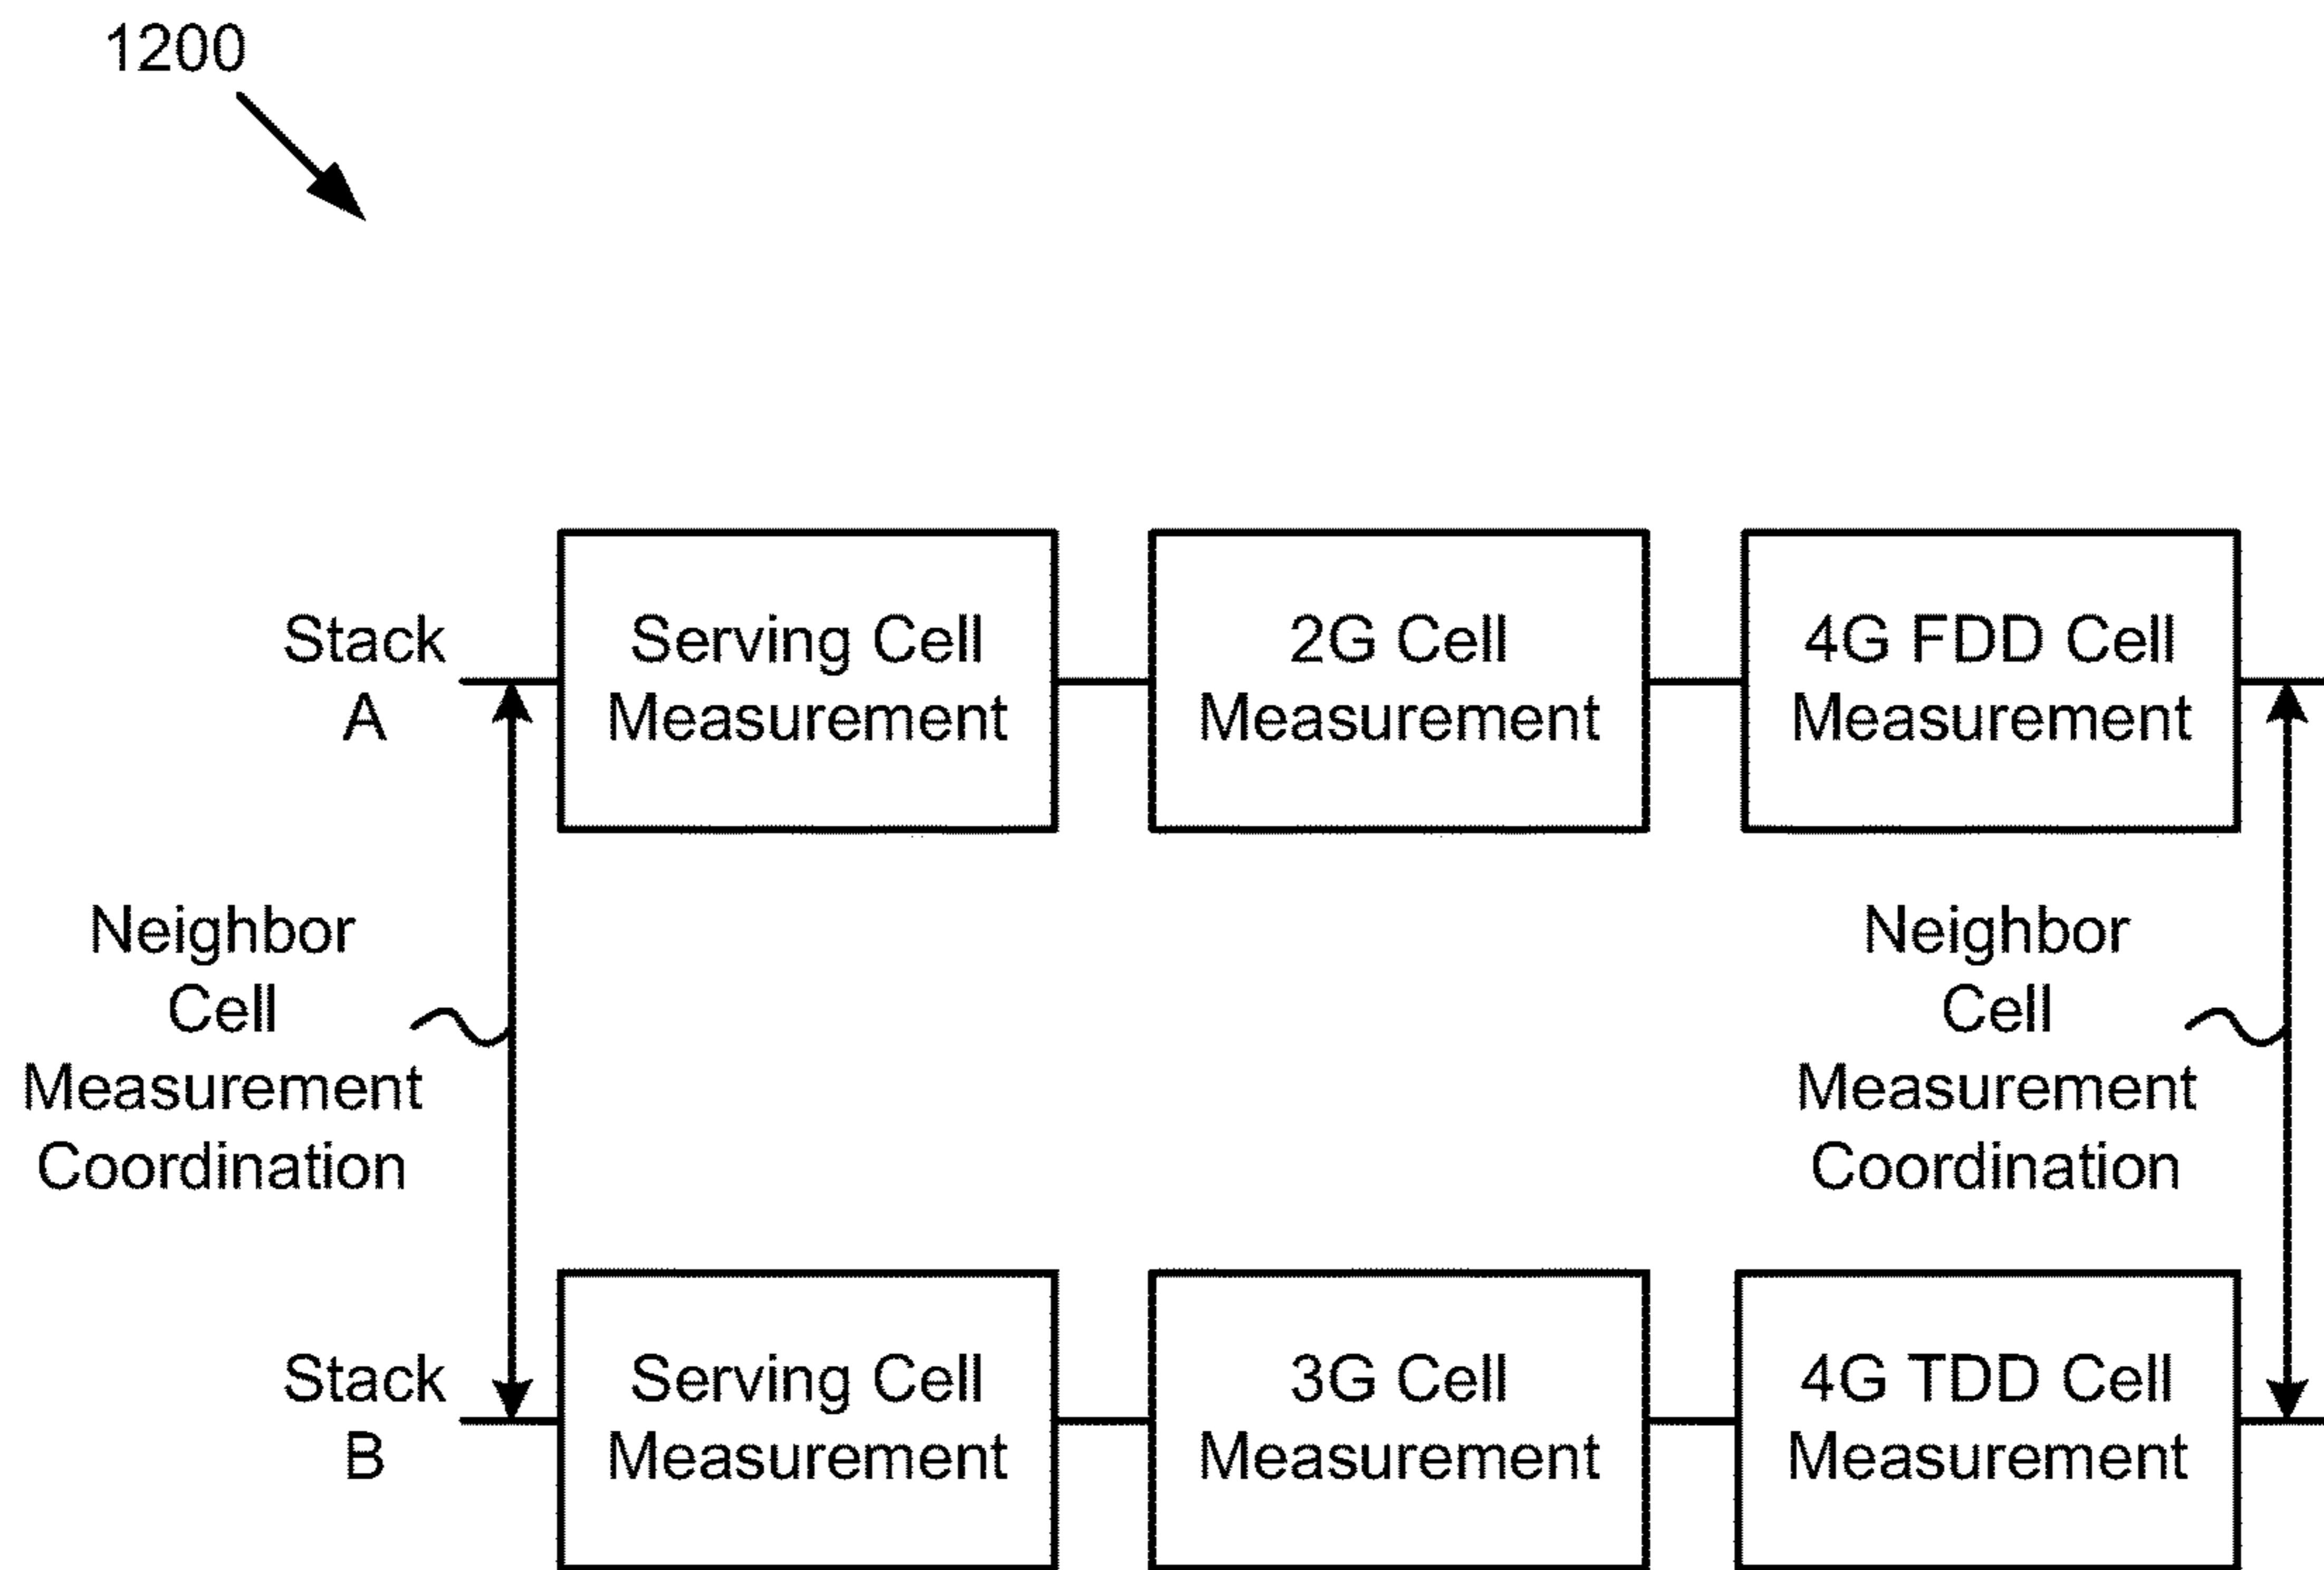 1200
Stack
A
Serving Cell
Measurement
2G Cell
Measurement
4G FDD Cell
Measurement
Neighbor
Cell
Measurement
Coordination
Neighbor
Cell
Measurement
Coordination
Stack
B
Serving Cell
Measurement
3G Cell
Measurement
4G TDD Cell
Measurement